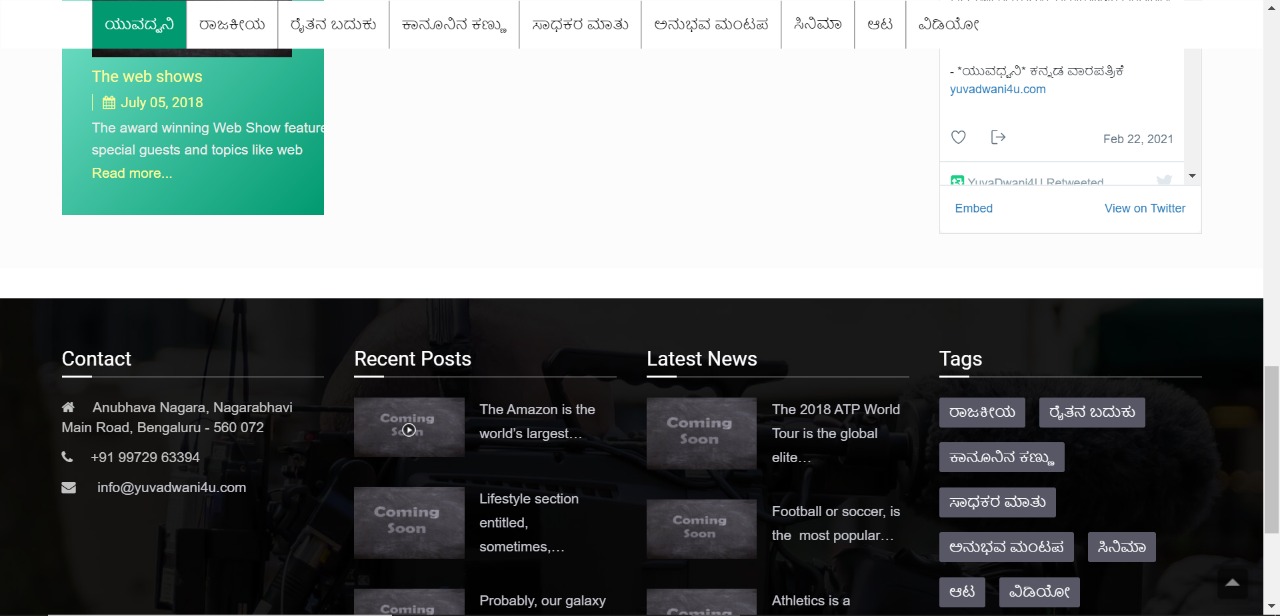 ಯುವಧ್ವನಿ ರಾಜಕೀಯ ರೈತನ ಬದುಕು ಕಾನೂನಿನ ಕಣ್ಣು ಸಾಧಕರ ಮಾತು ಅನುಭವ ಮಂಟಪ ಸಿನಿಮಾ ಆಟ ವಿಡಿಯೋ
The web shows
July 05, 2018
The award winning Web Show feature
special guests and topics like web
Read more...
- *ಯುವಧ್ವನಿ* ಕನ್ನಡ ವಾರಪತ್ರಿಕೆ
yuvadwani4u.com
Feb 22, 2021
YuvaDwani4U Retweeted
Embed View on Twitter
Contact
Anubhava Nagara, Nagarabhavi
Main Road, Bengaluru - 560 072
+91 99729 63394
info@yuvadwani4u.com
Recent Posts
Coming Soon
The Amazon is the
world's largest…
Coming
Soon
Lifestyle section
entitled,
sometimes,…
Coming
Probably, our galaxy
Latest News
Coming
Soon
The 2018 ATP World
Tour is the global
elite…
Coming
Soon
Football or soccer, is
the most popular…
Coming
Athletics is a
Tags
ರಾಜಕೀಯ ರೈತನ ಬದುಕು
ಕಾನೂನಿನ ಕಣ್ಣು
ಸಾಧಕರ ಮಾತು
ಅನುಭವ ಮಂಟಪ ಸಿನಿಮಾ
ಆಟ ವಿಡಿಯೋ